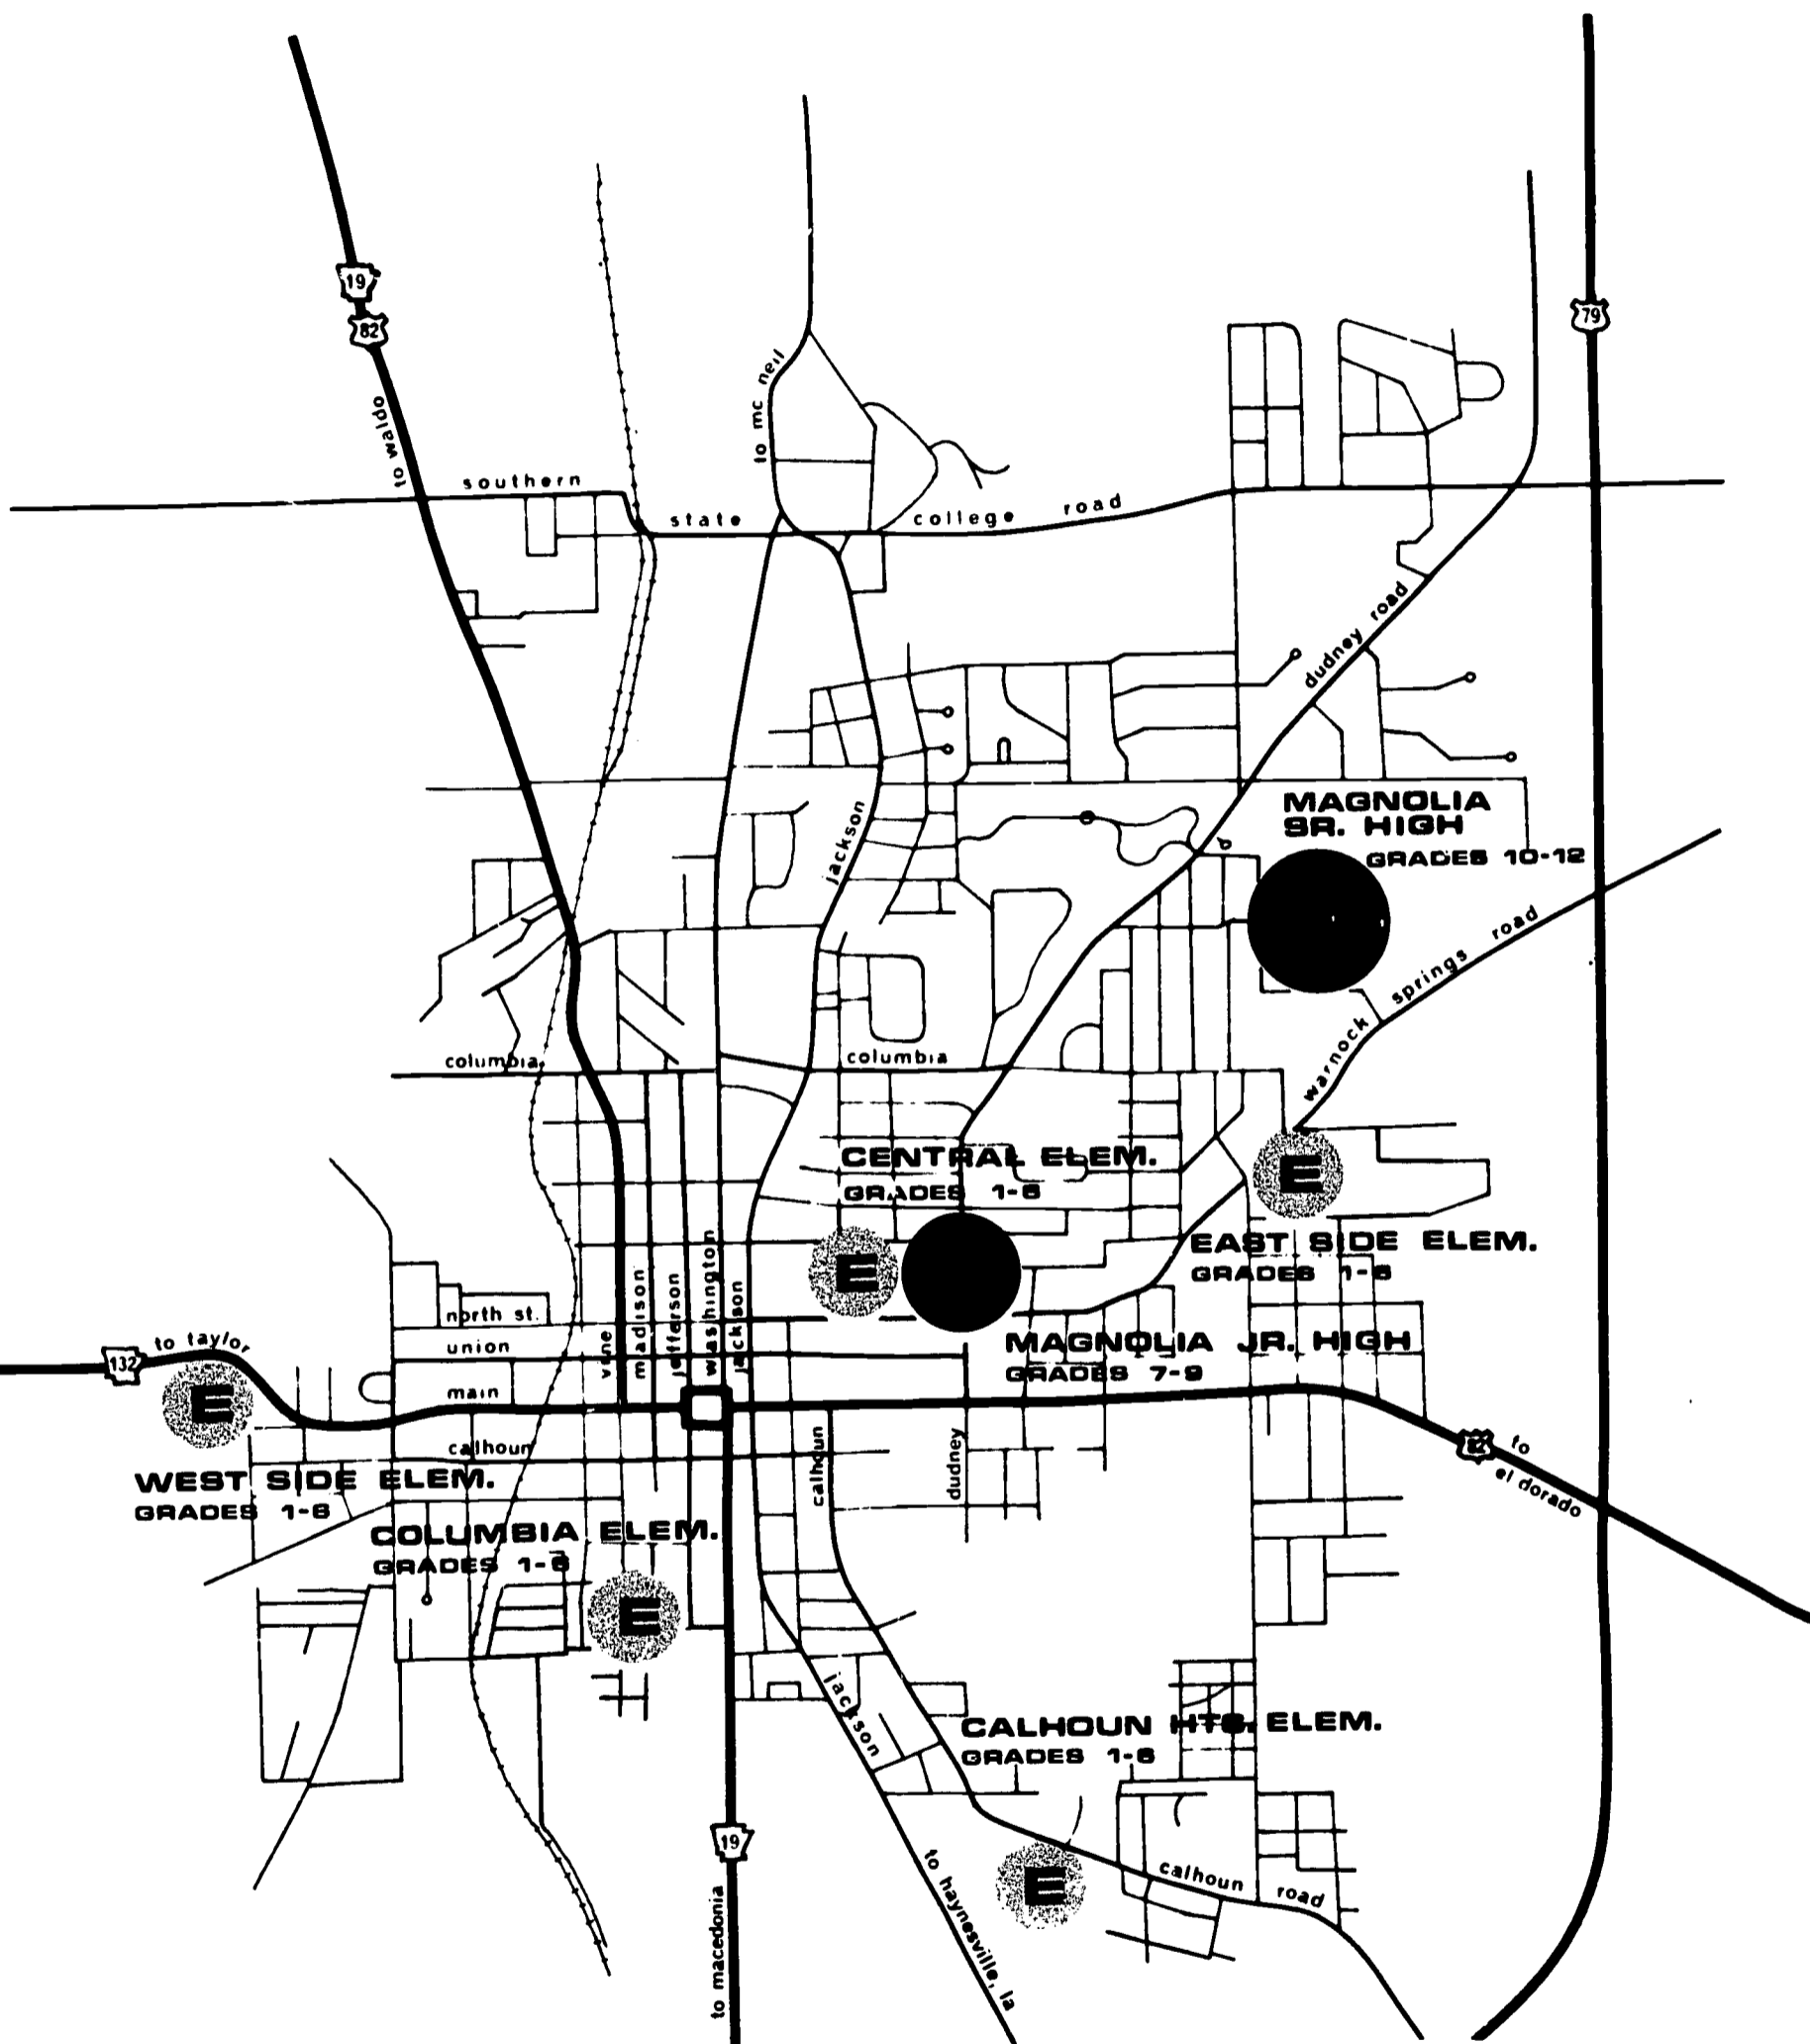 19
82
79
to waldo
to mc neil
southern
state
college
road
dudney road
MAGNOLIA
SR. HIGH
GRADES 10-12
jackson
warnock
springs
road
columbia
columbia
CENTRAL ELEM.
GRADES 1-6
E
E
EAST SIDE ELEM.
GRADES 1-6
north st.
union
vine
madison
jefferson
washington
jackson
MAGNOLIA JR. HIGH
GRADES 7-9
132
to taylor
E
main
calhoun
WEST SIDE ELEM.
GRADES 1-6
calhoun
dudney
82
to
el dorado
COLUMBIA ELEM.
GRADES 1-6
E
jackson
CALHOUN HTS. ELEM.
GRADES 1-6
E
calhoun road
19
to macedonia
to haynesville, la